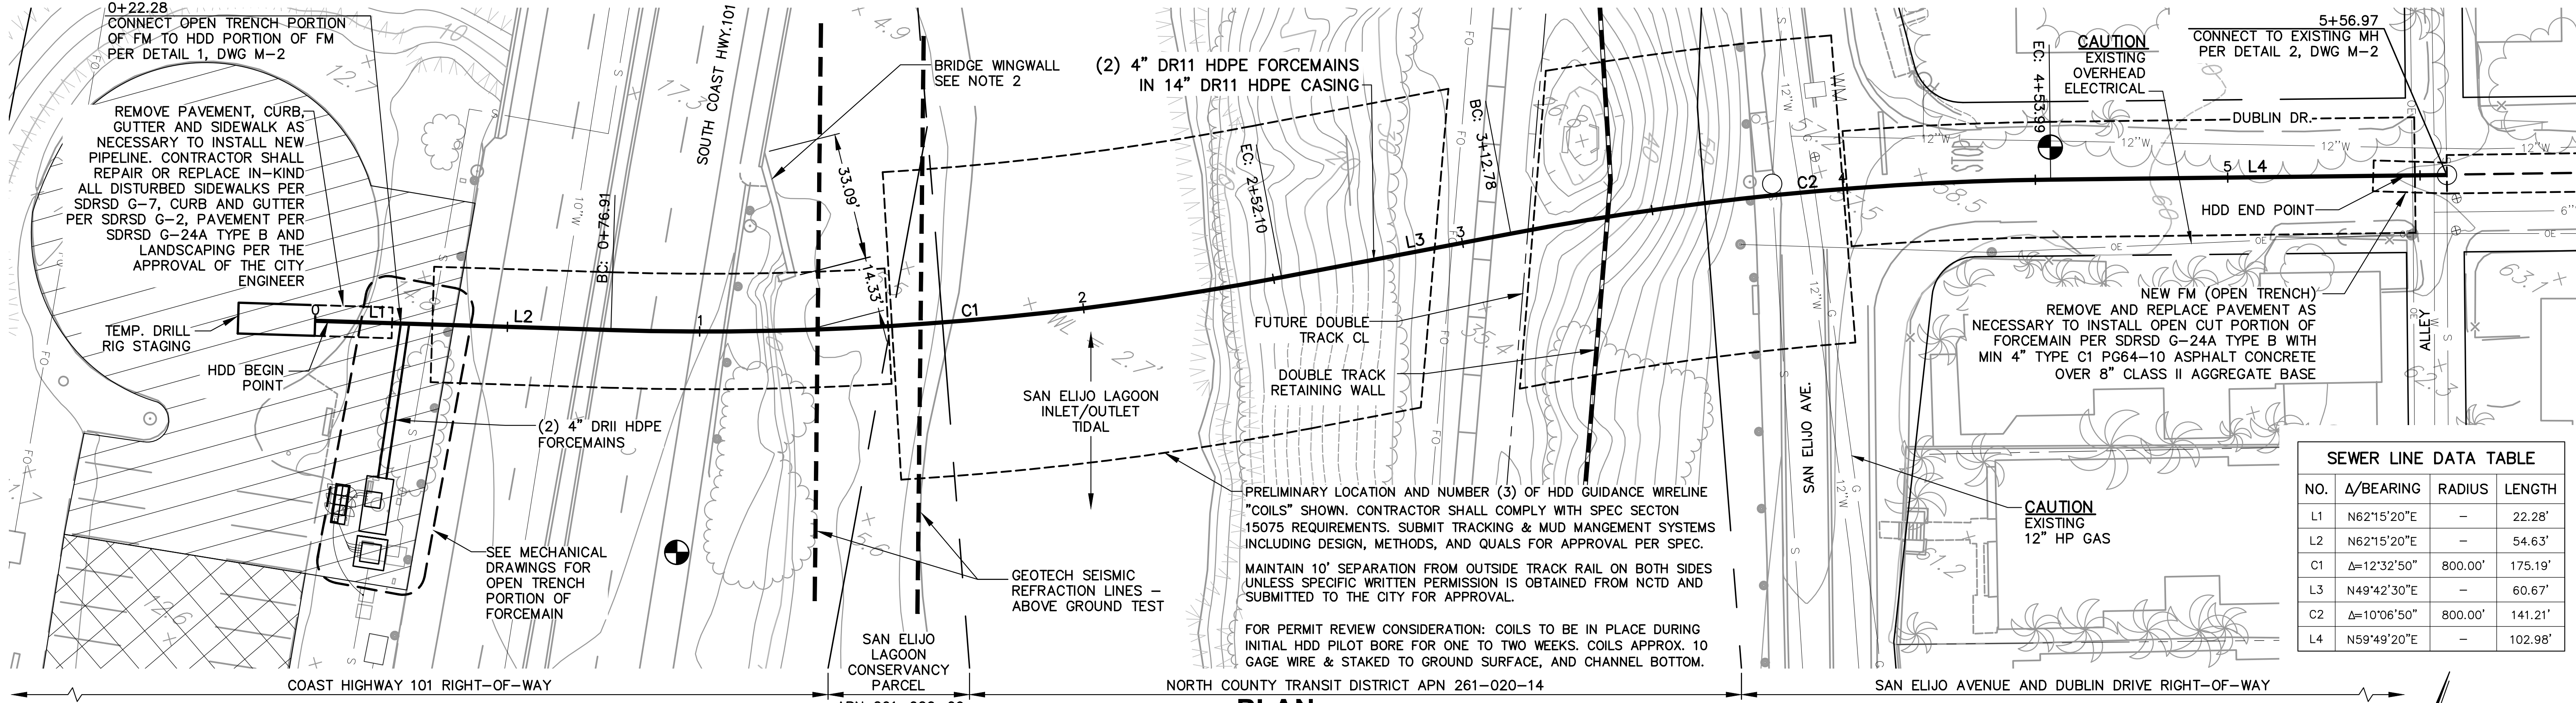 0+22.28
CONNECT OPEN TRENCH PORTION
OF FM TO HDD PORTION OF FM
PER DETAIL 1, DWG M-2
REMOVE PAVEMENT, CURB,
GUTTER AND SIDEWALK AS
NECESSARY TO INSTALL NEW
PIPELINE. CONTRACTOR SHALL
REPAIR OR REPLACE IN-KIND
ALL DISTURBED SIDEWALKS PER
SDRSD G-7, CURB AND GUTTER
PER SDRSD G-2, PAVEMENT PER
SDRSD G-24A TYPE B AND
LANDSCAPING PER THE
APPROVAL OF THE CITY
ENGINEER
TEMP. DRILL
RIG STAGING
HDD BEGIN
POINT
0
L1
L2
10"W
BC: 0+76.91
SOUTH COAST HWY.101
1
(2) 4" DR11 HDPE
FORCEMAINS
SEE MECHANICAL
DRAWINGS FOR
OPEN TRENCH
PORTION OF
FORCEMAIN
BRIDGE WINGWALL
SEE NOTE 2
33.09'
14.33'
C1
2
WL = 2.7'
SAN ELIJO LAGOON
INLET/OUTLET
TIDAL
GEOTECH SEISMIC
REFRACTION LINES -
ABOVE GROUND TEST
(2) 4" DR11 HDPE FORCEMAINS
IN 14" DR11 HDPE CASING
EC: 2+52.10
BC: 3+12.78
L3
3
FUTURE DOUBLE
TRACK CL
DOUBLE TRACK
RETAINING WALL
PRELIMINARY LOCATION AND NUMBER (3) OF HDD GUIDANCE WIRELINE
"COILS" SHOWN. CONTRACTOR SHALL COMPLY WITH SPEC SECTON
15075 REQUIREMENTS. SUBMIT TRACKING & MUD MANGEMENT SYSTEMS
INCLUDING DESIGN, METHODS, AND QUALS FOR APPROVAL PER SPEC.
MAINTAIN 10' SEPARATION FROM OUTSIDE TRACK RAIL ON BOTH SIDES
UNLESS SPECIFIC WRITTEN PERMISSION IS OBTAINED FROM NCTD AND
SUBMITTED TO THE CITY FOR APPROVAL.
FOR PERMIT REVIEW CONSIDERATION: COILS TO BE IN PLACE DURING
INITIAL HDD PILOT BORE FOR ONE TO TWO WEEKS. COILS APPROX. 10
GAGE WIRE & STAKED TO GROUND SURFACE, AND CHANNEL BOTTOM.
C2
4
SAN ELIJO AVE.
12"W
EC: 4+53.99
CAUTION
EXISTING
OVERHEAD
ELECTRICAL
5+56.97
CONNECT TO EXISTING MH
PER DETAIL 2, DWG M-2
DUBLIN DR.
12"W
12"W
12"W
5
L4
HDD END POINT
NEW FM (OPEN TRENCH)
REMOVE AND REPLACE PAVEMENT AS
NECESSARY TO INSTALL OPEN CUT PORTION OF
FORCEMAIN PER SDRSD G-24A TYPE B WITH
MIN 4" TYPE C1 PG64-10 ASPHALT CONCRETE
OVER 8" CLASS II AGGREGATE BASE
ALLEY
CAUTION
EXISTING
12" HP GAS
SEWER LINE DATA TABLE
NO. Δ/BEARING RADIUS LENGTH
L1 N62°15'20"E - 22.28'
L2 N62°15'20"E - 54.63'
C1 Δ=12°32'50" 800.00' 175.19'
L3 N49°42'30"E - 60.67'
C2 Δ=10°06'50" 800.00' 141.21'
L4 N59°49'20"E - 102.98'
COAST HIGHWAY 101 RIGHT-OF-WAY
SAN ELIJO
LAGOON
CONSERVANCY
PARCEL
NORTH COUNTY TRANSIT DISTRICT APN 261-020-14
SAN ELIJO AVENUE AND DUBLIN DRIVE RIGHT-OF-WAY
PLAN